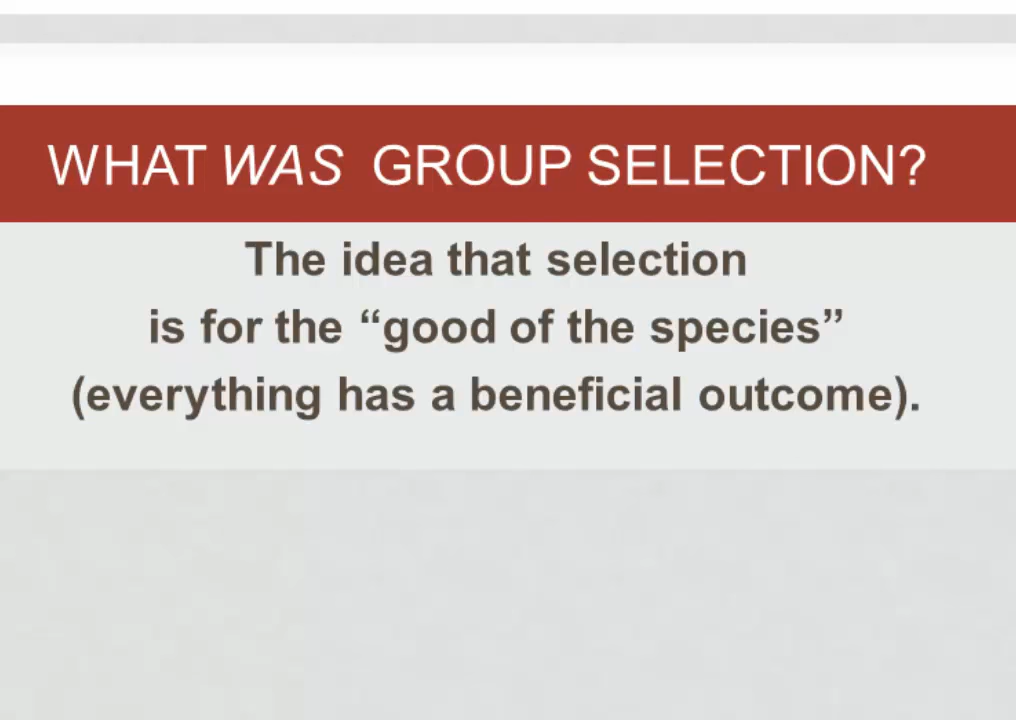 WHAT WAS GROUP SELECTION?
The idea that selection
is for the “good of the species”
(everything has a beneficial outcome).